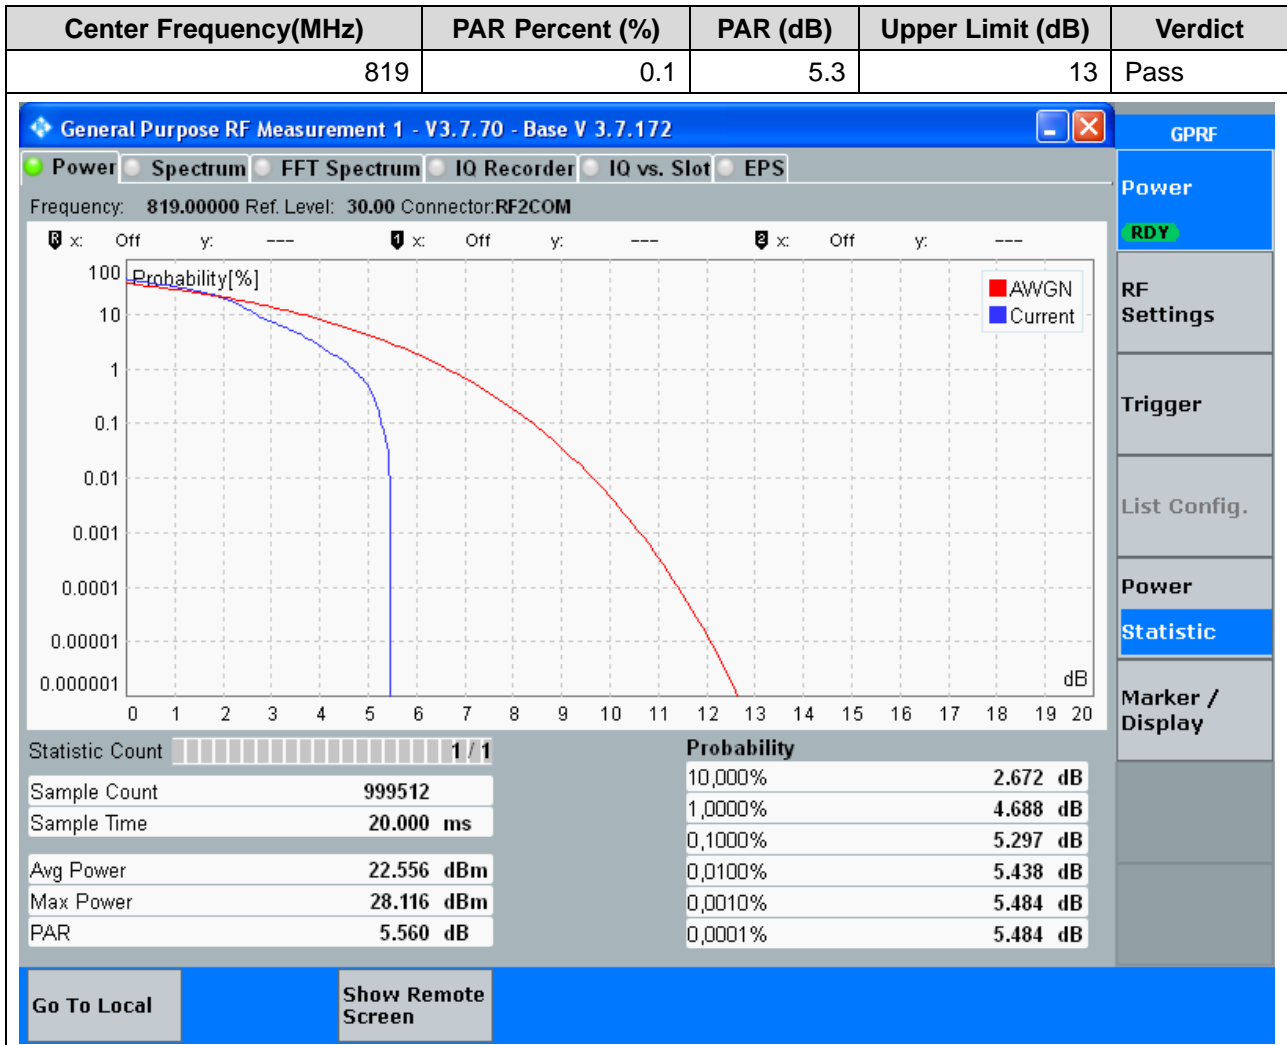 Center Frequency(MHz) PAR Percent (%) PAR (dB) Upper Limit (dB) Verdict
819 0.1 5.3 13 Pass
General Purpose RF Measurement 1 - V3.7.70 - Base V 3.7.172
GPRF
Power Spectrum FFT Spectrum IQ Recorder IQ vs. Slot EPS
Power
RDY
Frequency: 819.00000 Ref. Level: 30.00 Connector:RF2COM
R x: Off y: --- 1 x: Off y: --- 2 x: Off y: ---
Probability[%]
AWGN
Current
100
10
1
0.1
0.01
0.001
0.0001
0.00001
0.000001
dB
0 1 2 3 4 5 6 7 8 9 10 11 12 13 14 15 16 17 18 19 20
RF
Settings
Trigger
List Config.
Power
Statistic
Marker /
Display
Statistic Count 1 / 1
Sample Count 999512
Sample Time 20.000 ms
Avg Power 22.556 dBm
Max Power 28.116 dBm
PAR 5.560 dB
Probability
10,000% 2.672 dB
1,0000% 4.688 dB
0,1000% 5.297 dB
0,0100% 5.438 dB
0,0010% 5.484 dB
0,0001% 5.484 dB
Go To Local
Show Remote
Screen